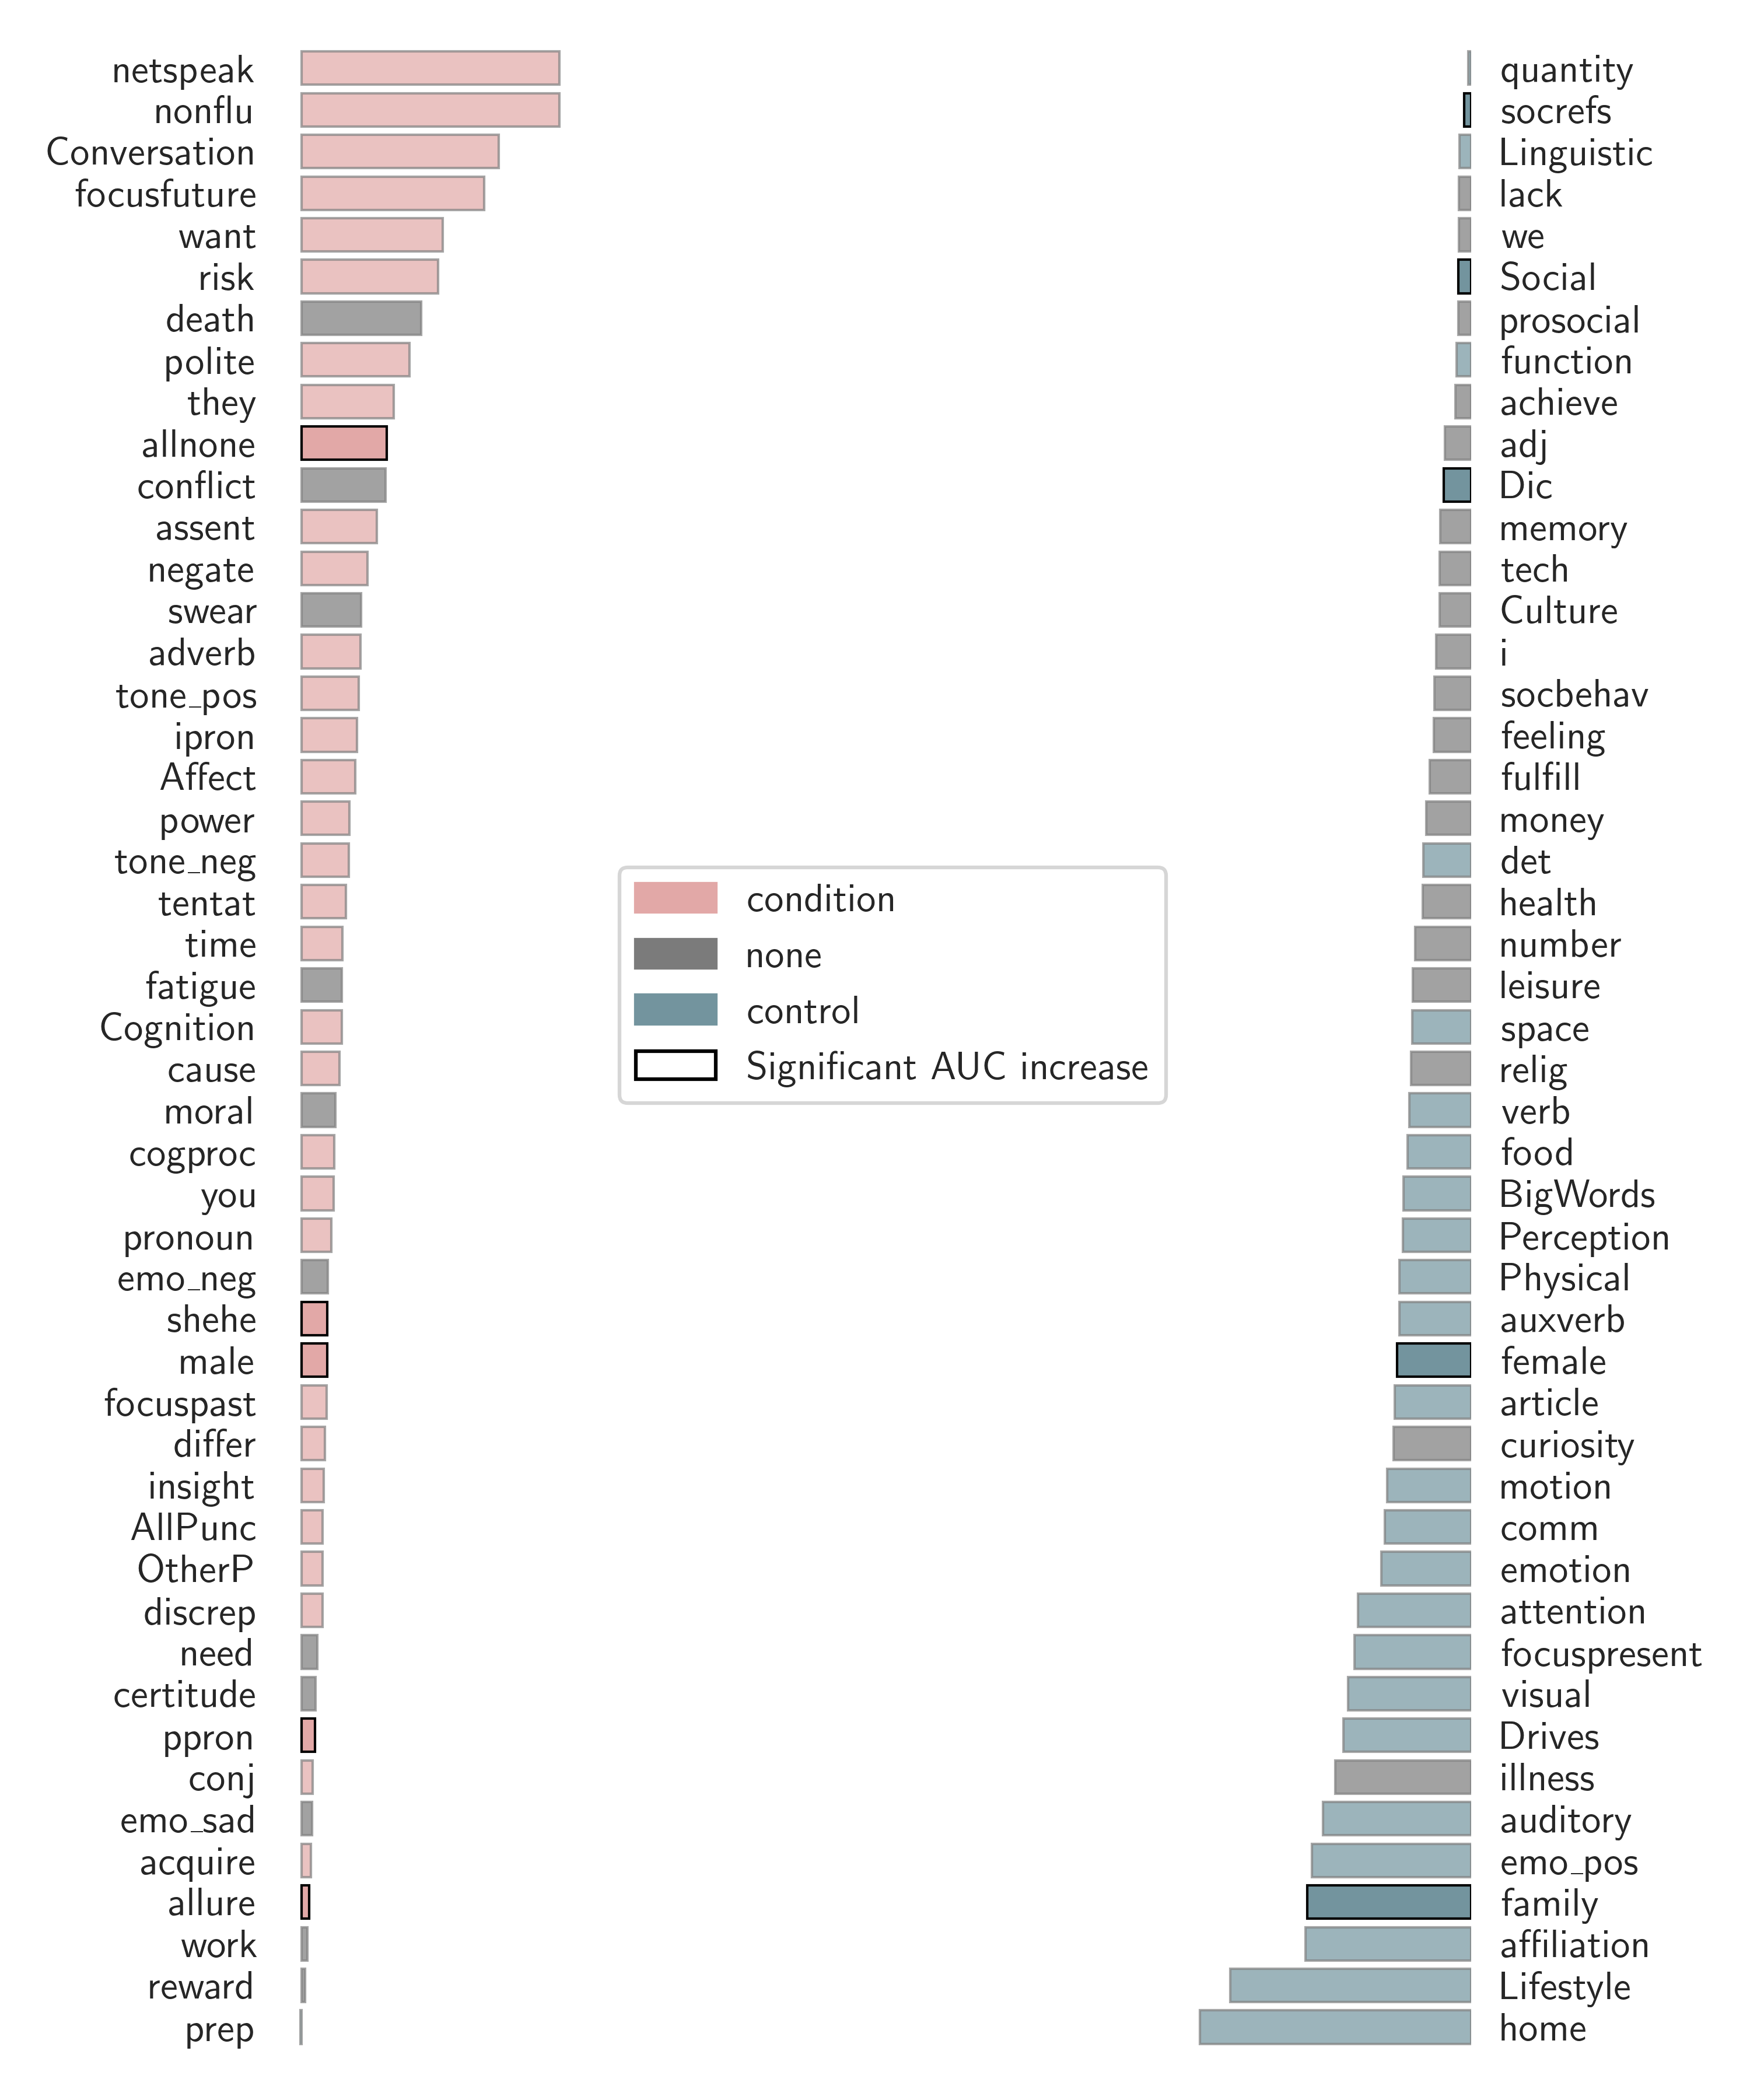 netspeak
nonflu
Conversation
focusfuture
want
risk
death
polite
they
allnone
conflict
assent
negate
swear
adverb
tone_pos
ipron
Affect
power
tone_neg
tentat
time
fatigue
Cognition
cause
moral
cogproc
you
pronoun
emo_neg
shehe
male
focuspast
differ
insight
AllPunc
OtherP
discrep
need
certitude
ppron
conj
emo_sad
acquire
allure
work
reward
prep
condition
none
control
Significant AUC increase
quantity
socrefs
Linguistic
lack
we
Social
prosocial
function
achieve
adj
Dic
memory
tech
Culture
i
socbehav
feeling
fulfill
money
det
health
number
leisure
space
relig
verb
food
BigWords
Perception
Physical
auxverb
female
article
curiosity
motion
comm
emotion
attention
focuspresent
visual
Drives
illness
auditory
emo_pos
family
affiliation
Lifestyle
home